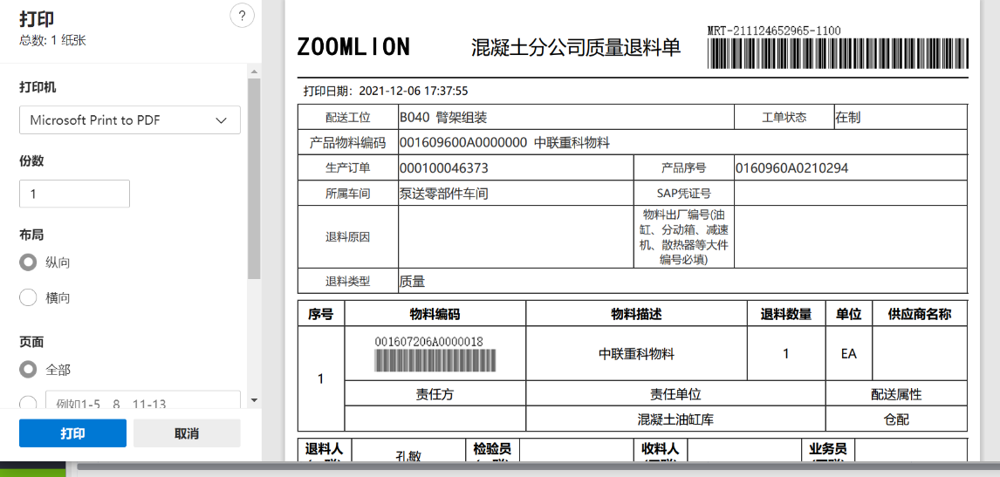 打印
总数: 1 纸张
?
打印机
Microsoft Print to PDF
份数
1
布局
纵向
横向
页面
全部
例如1-5、8、11-13
打印 取消
ZOOMLION 混凝土分公司质量退料单 MRT-211124652965-1100
打印日期: 2021-12-06 17:37:55
配送工位 B040 臂架组装 工单状态 在制
产品物料编码 001609600A0000000 中联重科物料
生产订单 000100046373 产品序号 0160960A0210294
所属车间 泵送零部件车间 SAP凭证号
退料原因 物料出厂编号(油
缸、分动箱、减速
机、散热器等大件
编号必填)
退料类型 质量
序号 物料编码 物料描述 退料数量 单位 供应商名称
1 001607206A0000018 中联重科物料 1 EA
责任方 责任单位 配送属性
混凝土油缸库 仓配
退料人 孔敏 检验员 收料人 业务员